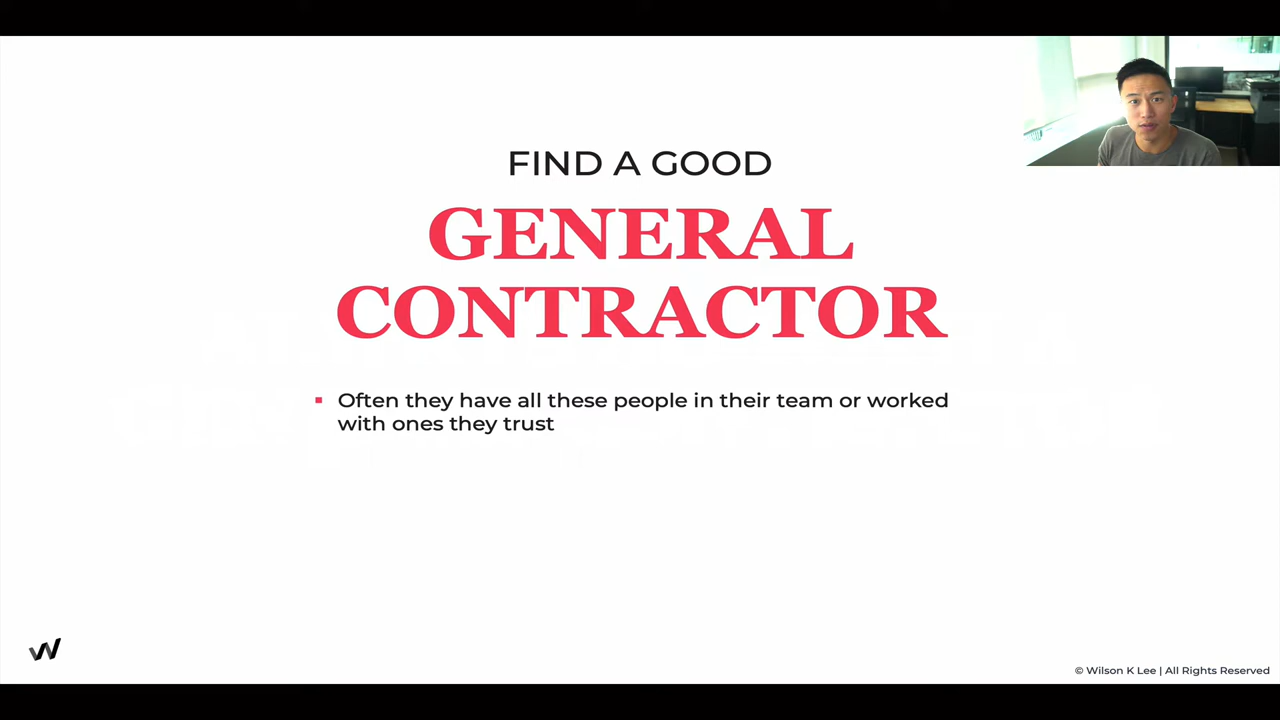 FIND A GOOD
GENERAL
CONTRACTOR
▪ Often they have all these people in their team or worked
with ones they trust
© Wilson K Lee | All Rights Reserved